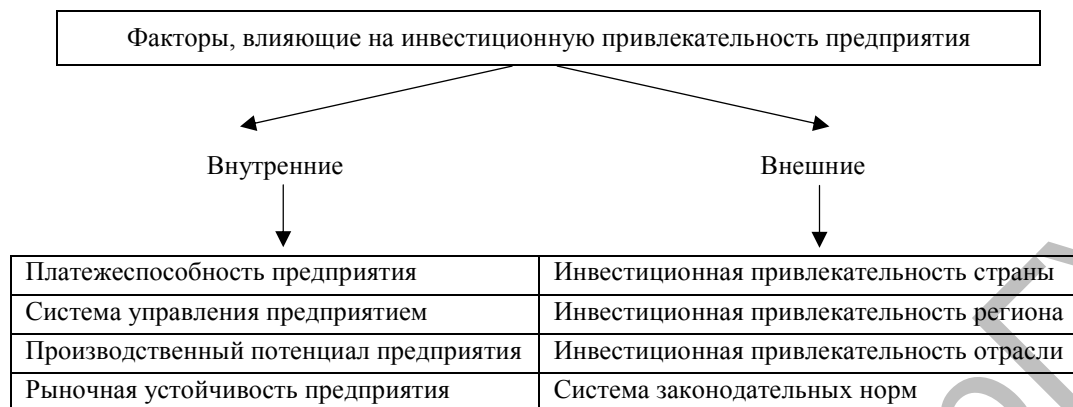 Факторы, влияющие на инвестиционную привлекательность предприятия
Внутренние
Внешние
Платежеспособность предприятия
Инвестиционная привлекательность страны
Система управления предприятием
Инвестиционная привлекательность региона
Производственный потенциал предприятия
Инвестиционная привлекательность отрасли
Рыночная устойчивость предприятия
Система законодательных норм